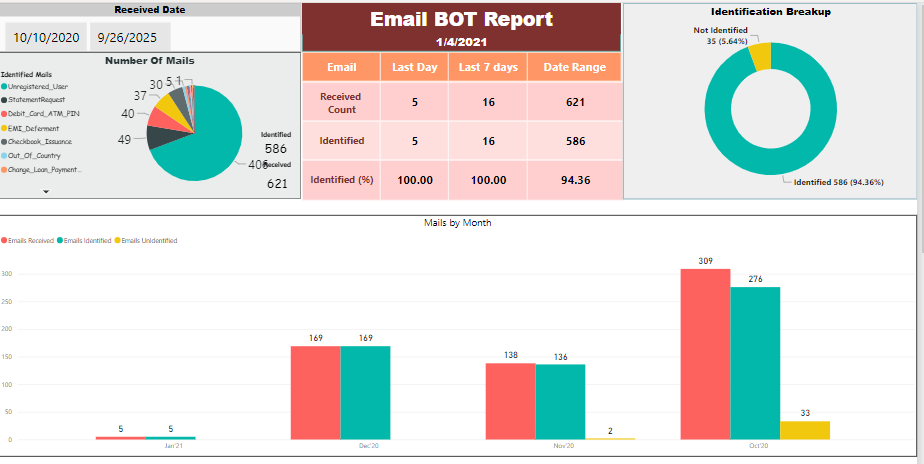 Received Date
10/10/2020 9/26/2025
Number Of Mails
Identified Mails
Unregistered_User
StatementRequest
Debit_Card_ATM_PIN
EMI_Deferment
Checkbook_Issuance
Out_Of_Country
Change_Loan_Payment...
30 5 1
37
40
49
406
Identified
586
Received
621
Email BOT Report
1/4/2021
Email Last Day Last 7 days Date Range
Received Count 5 16 621
Identified 5 16 586
Identified (%) 100.00 100.00 94.36
Identification Breakup
Not Identified
35 (5.64%)
Identified 586 (94.36%)
Mails by Month
Emails Received Emails Identified Emails Unidentified
300
250
200
150
100
50
0
5 5
169 169
138 136 2
309 276 33
Jan'21 Dec'20 Nov'20 Oct'20